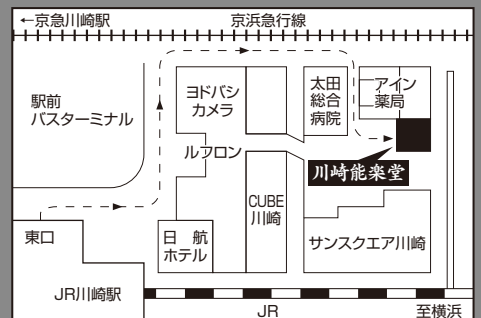 ←京急川崎駅
京浜急行線
駅前
バスターミナル
ヨドバシ
カメラ
ルフロン
太田
総合
病院
アイン
薬局
川崎能楽堂
CUBE
川崎
日 航
ホテル
サンスクエア川崎
東口
JR川崎駅
JR
至横浜